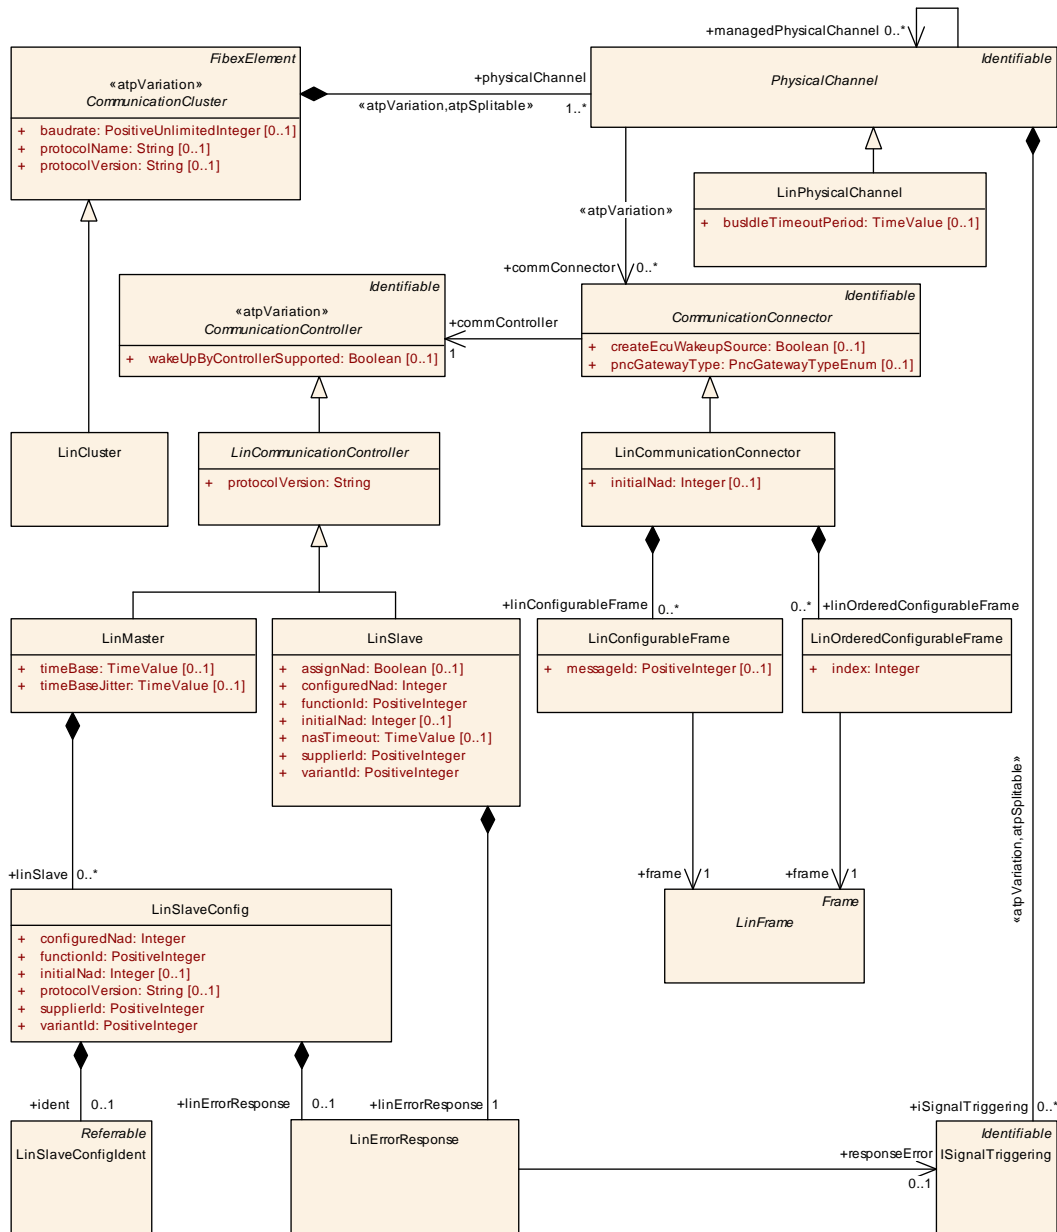 +managedPhysicalChannel 0..*
FibexElement
«atpVariation»
CommunicationCluster
+ baudrate: PositiveUnlimitedInteger [0..1]
+ protocolName: String [0..1]
+ protocolVersion: String [0..1]
+physicalChannel
«atpVariation,atpSplitable»
1..*
Identifiable
PhysicalChannel
LinPhysicalChannel
+ busIdleTimeoutPeriod: TimeValue [0..1]
«atpVariation»
+commConnector 0..*
Identifiable
«atpVariation»
CommunicationController
+ wakeUpByControllerSupported: Boolean [0..1]
+commController
1
Identifiable
CommunicationConnector
+ createEcuWakeupSource: Boolean [0..1]
+ pncGatewayType: PncGatewayTypeEnum [0..1]
LinCluster
LinCommunicationController
+ protocolVersion: String
LinCommunicationConnector
+ initialNad: Integer [0..1]
+linConfigurableFrame 0..*
0..* +linOrderedConfigurableFrame
LinMaster
+ timeBase: TimeValue [0..1]
+ timeBaseJitter: TimeValue [0..1]
LinSlave
+ assignNad: Boolean [0..1]
+ configuredNad: Integer
+ functionId: PositiveInteger
+ initialNad: Integer [0..1]
+ nasTimeout: TimeValue [0..1]
+ supplierId: PositiveInteger
+ variantId: PositiveInteger
LinConfigurableFrame
+ messageId: PositiveInteger [0..1]
LinOrderedConfigurableFrame
+ index: Integer
«atpVariation,atpSplitable»
+linSlave 0..*
+frame 1
+frame 1
LinSlaveConfig
+ configuredNad: Integer
+ functionId: PositiveInteger
+ initialNad: Integer [0..1]
+ protocolVersion: String [0..1]
+ supplierId: PositiveInteger
+ variantId: PositiveInteger
Frame
LinFrame
+ident 0..1
+linErrorResponse 0..1
+linErrorResponse 1
+iSignalTriggering 0..*
Referrable
LinSlaveConfigIdent
LinErrorResponse
+responseError
0..1
Identifiable
ISignalTriggering